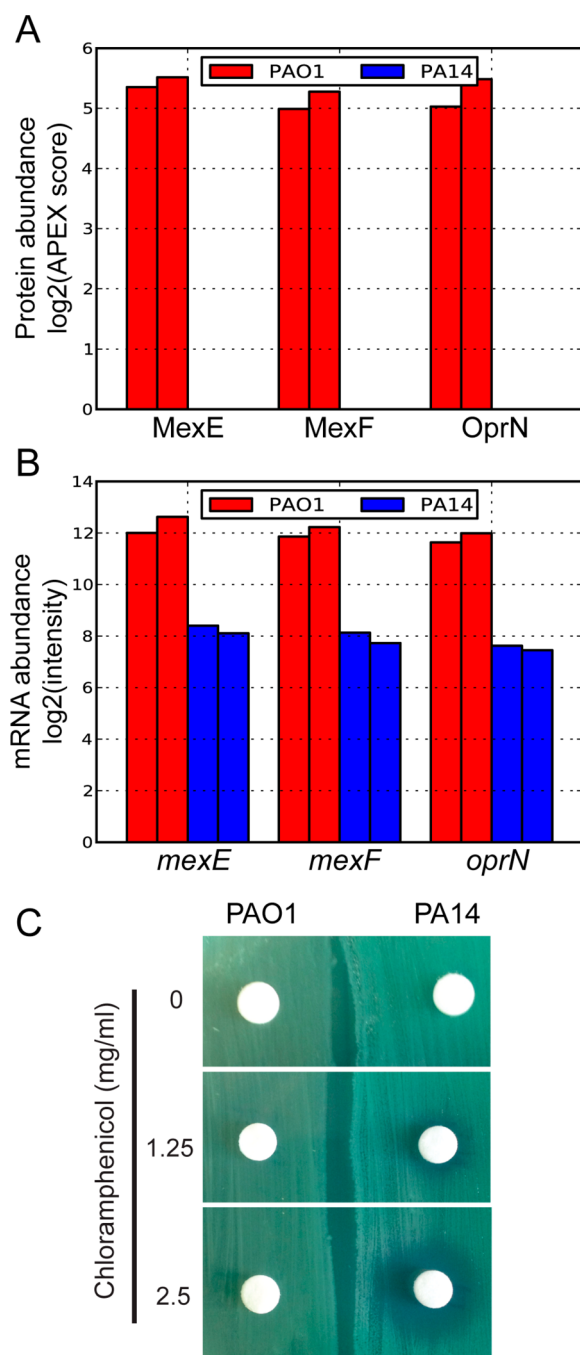 A
PAO1 PA14
6
5
4
3
2
1
0
Protein abundance
log2(APEX score)
MexE MexF OprN
B
PAO1 PA14
14
12
10
8
6
4
2
0
mRNA abundance
log2(intensity)
mexE mexF oprN
C
PAO1 PA14
Chloramphenicol (mg/ml)
0
1.25
2.5